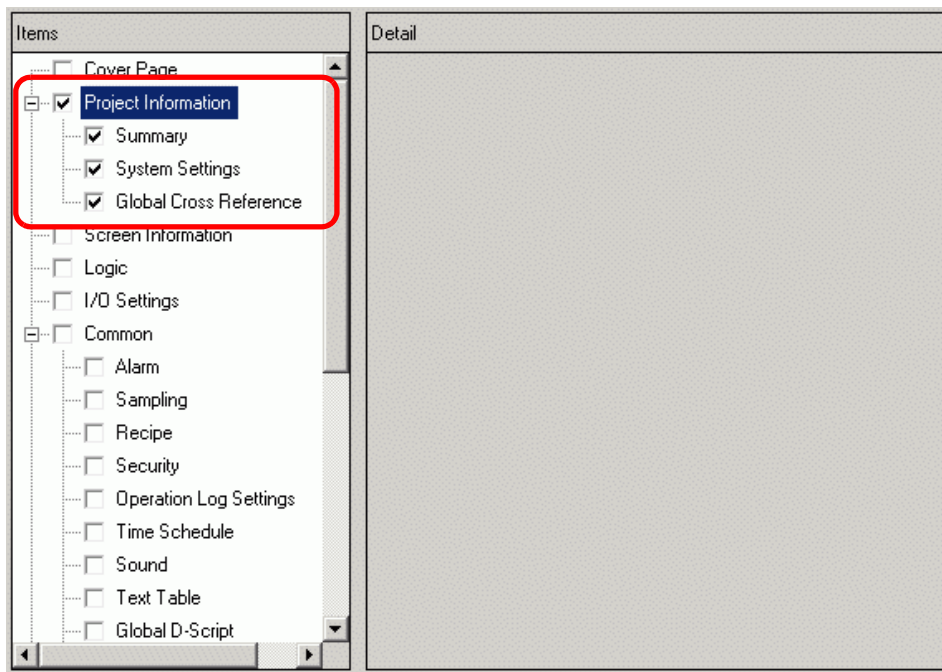 Items
Detail
Cover Page
Project Information
Summary
System Settings
Global Cross Reference
Screen Information
Logic
I/O Settings
Common
Alarm
Sampling
Recipe
Security
Operation Log Settings
Time Schedule
Sound
Text Table
Global D-Script